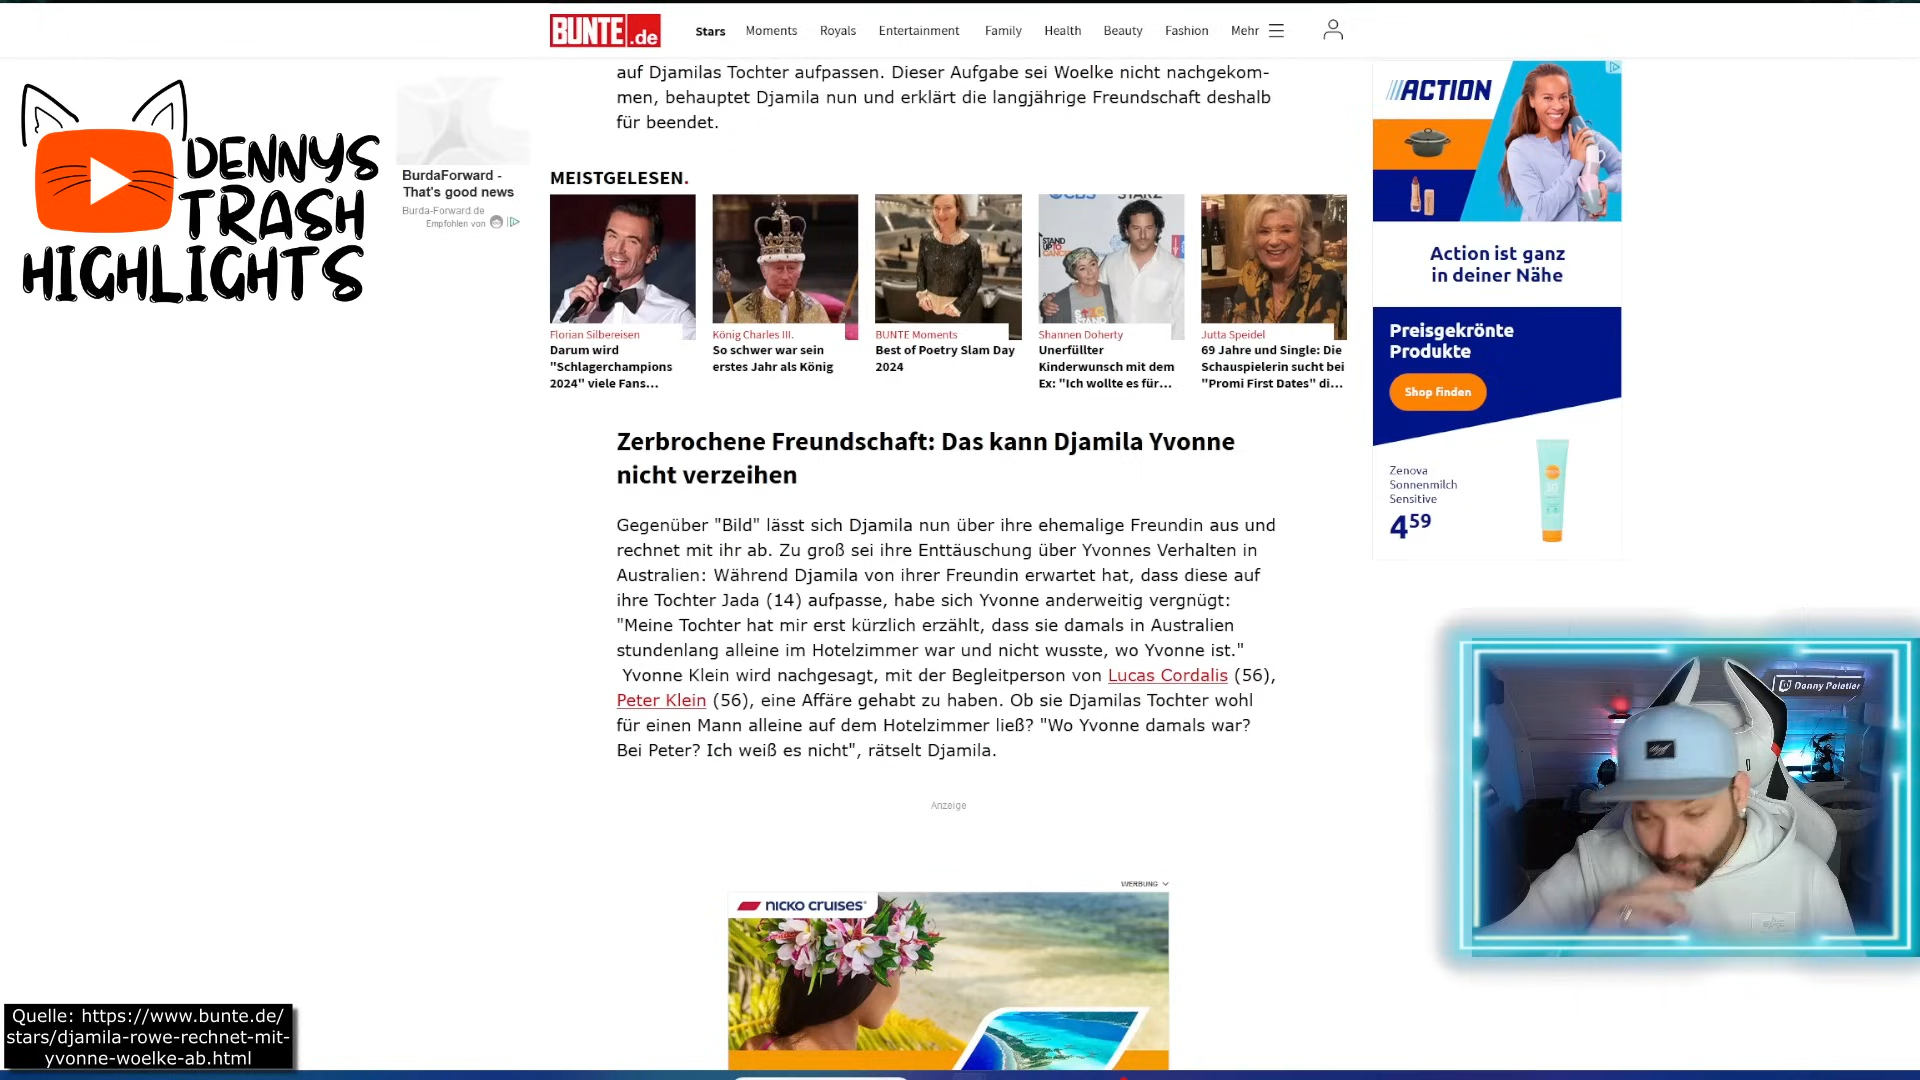 BUNTE.de
Stars
Moments
Royals
Entertainment
Family
Health
Beauty
Fashion
Mehr
auf Djamilas Tochter aufpassen. Dieser Aufgabe sei Woelke nicht nachgekom-
men, behauptet Djamila nun und erklärt die langjährige Freundschaft deshalb
für beendet.
DENNYS
TRASH
HIGHLIGHTS
BurdaForward -
That's good news
Burda-Forward.de
Empfohlen von
MEISTGELESEN.
Florian Silbereisen
Darum wird
"Schlagerchampions
2024" viele Fans...
König Charles III.
So schwer war sein
erstes Jahr als König
BUNTE Moments
Best of Poetry Slam Day
2024
STARZ
STAND
UP TO
Shannen Doherty
Unerfüllter
Kinderwunsch mit dem
Ex: "Ich wollte es für...
Jutta Speidel
69 Jahre und Single: Die
Schauspielerin sucht bei
"Promi First Dates" di...
ACTION
Action ist ganz
in deiner Nähe
Preisgekrönte
Produkte
Shop finden
Zenova
Sonnenmilch
Sensitive
4 59
Zerbrochene Freundschaft: Das kann Djamila Yvonne
nicht verzeihen
Gegenüber "Bild" lässt sich Djamila nun über ihre ehemalige Freundin aus und
rechnet mit ihr ab. Zu groß sei ihre Enttäuschung über Yvonnes Verhalten in
Australien: Während Djamila von ihrer Freundin erwartet hat, dass diese auf
ihre Tochter Jada (14) aufpasse, habe sich Yvonne anderweitig vergnügt:
"Meine Tochter hat mir erst kürzlich erzählt, dass sie damals in Australien
stundenlang alleine im Hotelzimmer war und nicht wusste, wo Yvonne ist."
Yvonne Klein wird nachgesagt, mit der Begleitperson von Lucas Cordalis (56),
Peter Klein (56), eine Affäre gehabt zu haben. Ob sie Djamilas Tochter wohl
für einen Mann alleine auf dem Hotelzimmer ließ? "Wo Yvonne damals war?
Bei Peter? Ich weiß es nicht", rätselt Djamila.
Anzeige
WERBUNG
nicko cruises
Denny Peletier
Quelle: https://www.bunte.de/
stars/djamila-rowe-rechnet-mit-
yvonne-woelke-ab.html